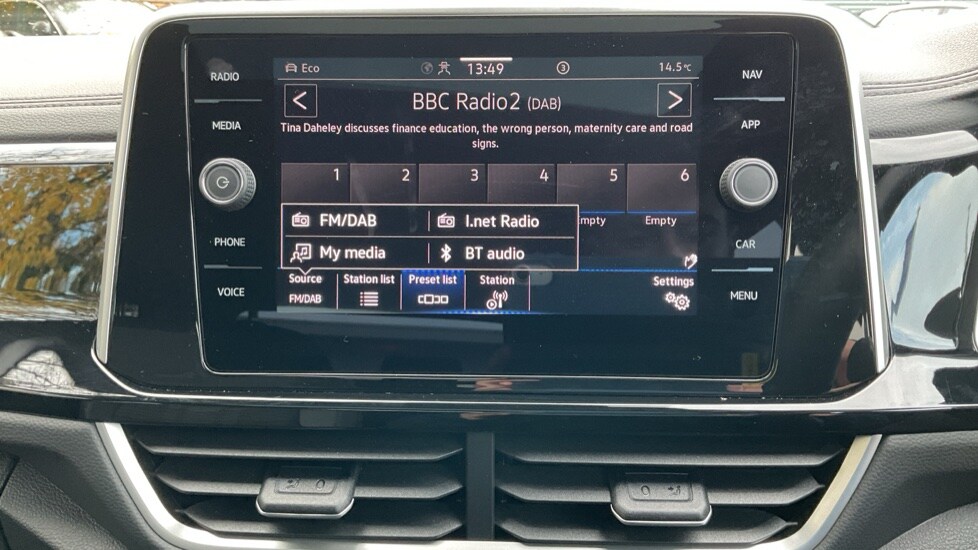 RADIO
MEDIA
PHONE
VOICE
Eco
13:49
3
14.5°C
< BBC Radio2 (DAB) >
Tina Daheley discusses finance education, the wrong person, maternity care and road
signs.
1 2 3 4 5 6
mpty Empty
FM/DAB I.net Radio
My media BT audio
Source Station list Preset list Station Settings
FM/DAB
NAV
APP
CAR
MENU